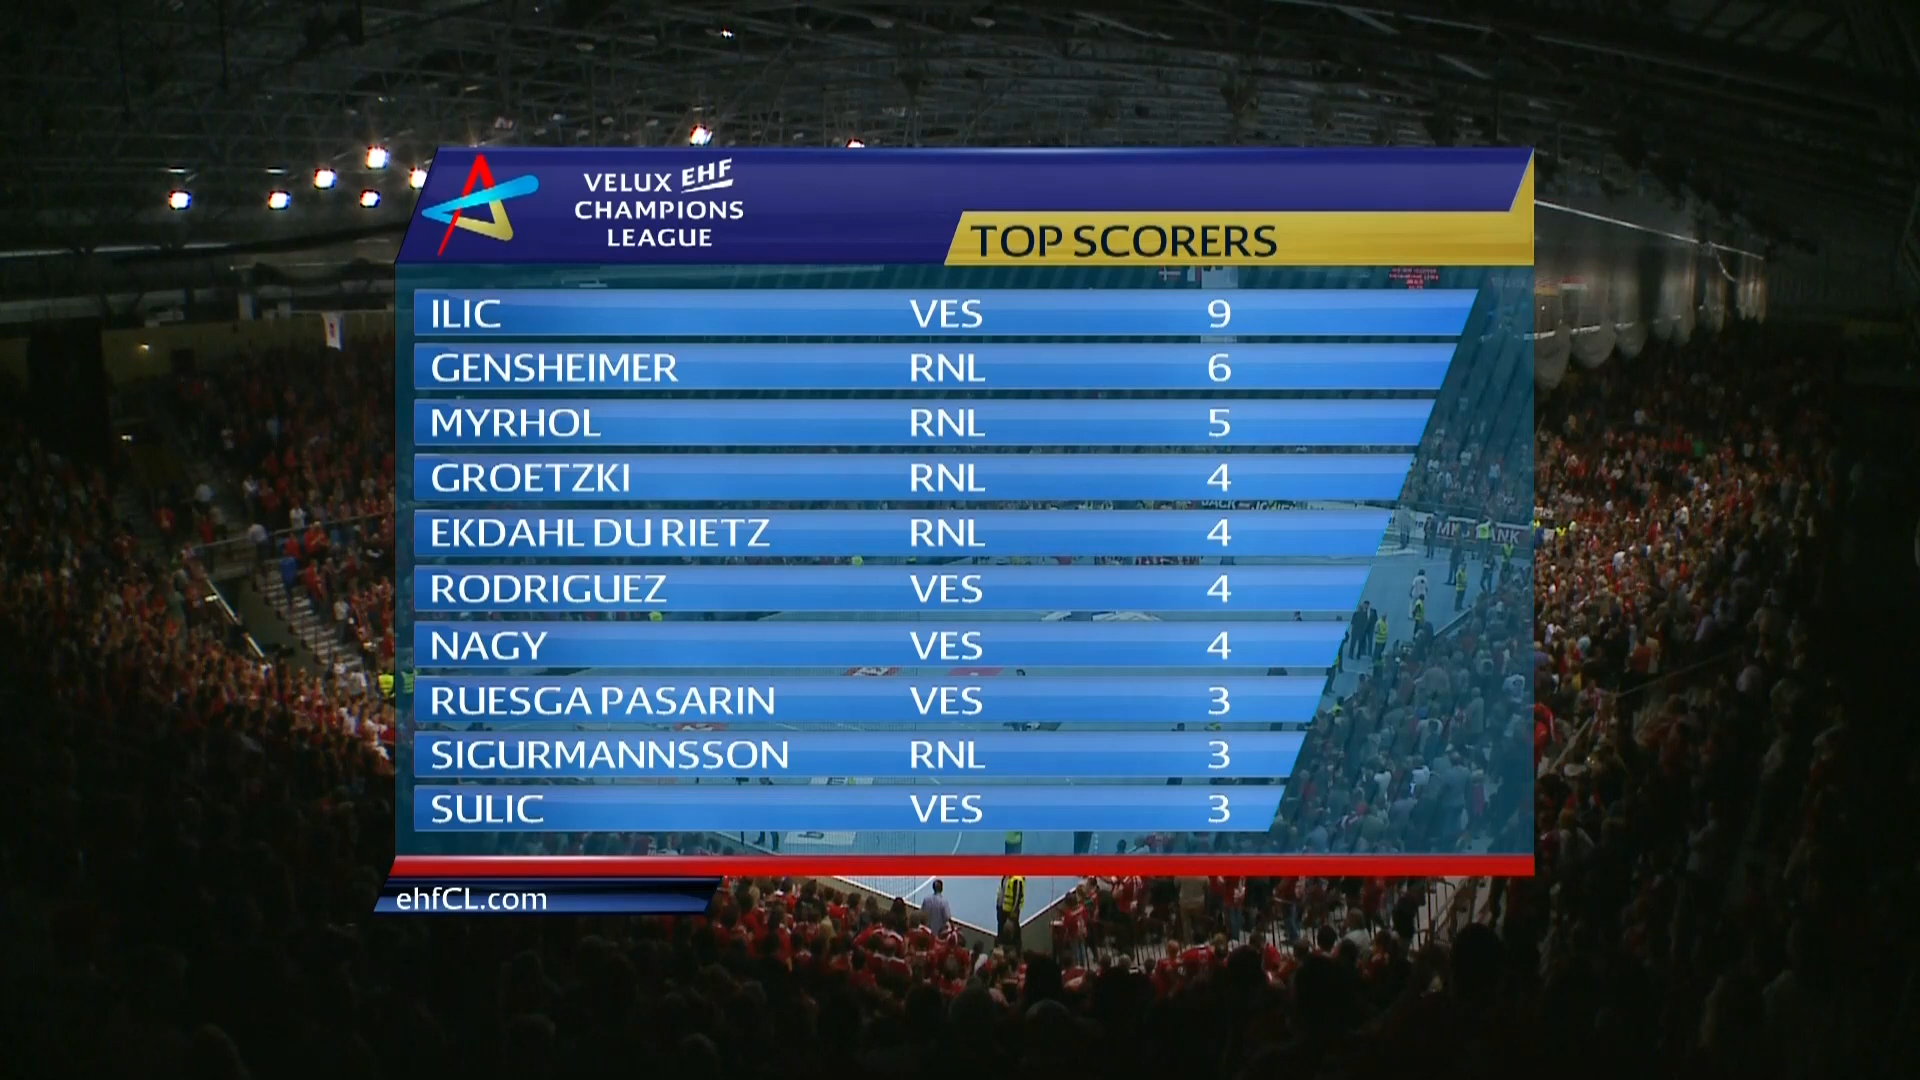 VELUX EHF
CHAMPIONS
LEAGUE
TOP SCORERS
ILIC VES 9
GENSHEIMER RNL 6
MYRHOL RNL 5
GROETZKI RNL 4
EKDAHL DU RIETZ RNL 4
RODRIGUEZ VES 4
NAGY VES 4
RUESGA PASARIN VES 3
SIGURMANNSSON RNL 3
SULIC VES 3
ehfCL.com